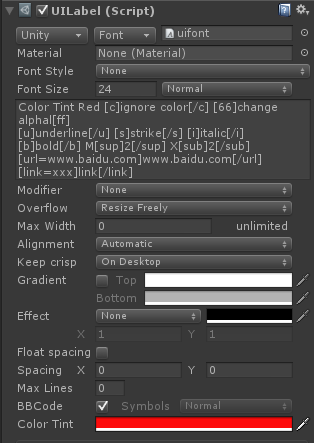 UILabel (Script)
Unity Font uifont
Material None (Material)
Font Style None
Font Size 24 Normal
Color Tint Red [c]ignore color[/c] [66]change
alphal[ff]
[u]underline[/u] [s]strike[/s] [i]italic[/i]
[b]bold[/b] M[sup]2[/sup] X[sub]2[/sub]
[url=www.baidu.com]www.baidu.com[/url]
[link=xxx]link[/link]
Modifier None
Overflow Resize Freely
Max Width 0 unlimited
Alignment Automatic
Keep crisp On Desktop
Gradient Top
Bottom
Effect None
X 1 Y 1
Float spacing
Spacing X 0 Y 0
Max Lines 0
BBCode Symbols Normal
Color Tint